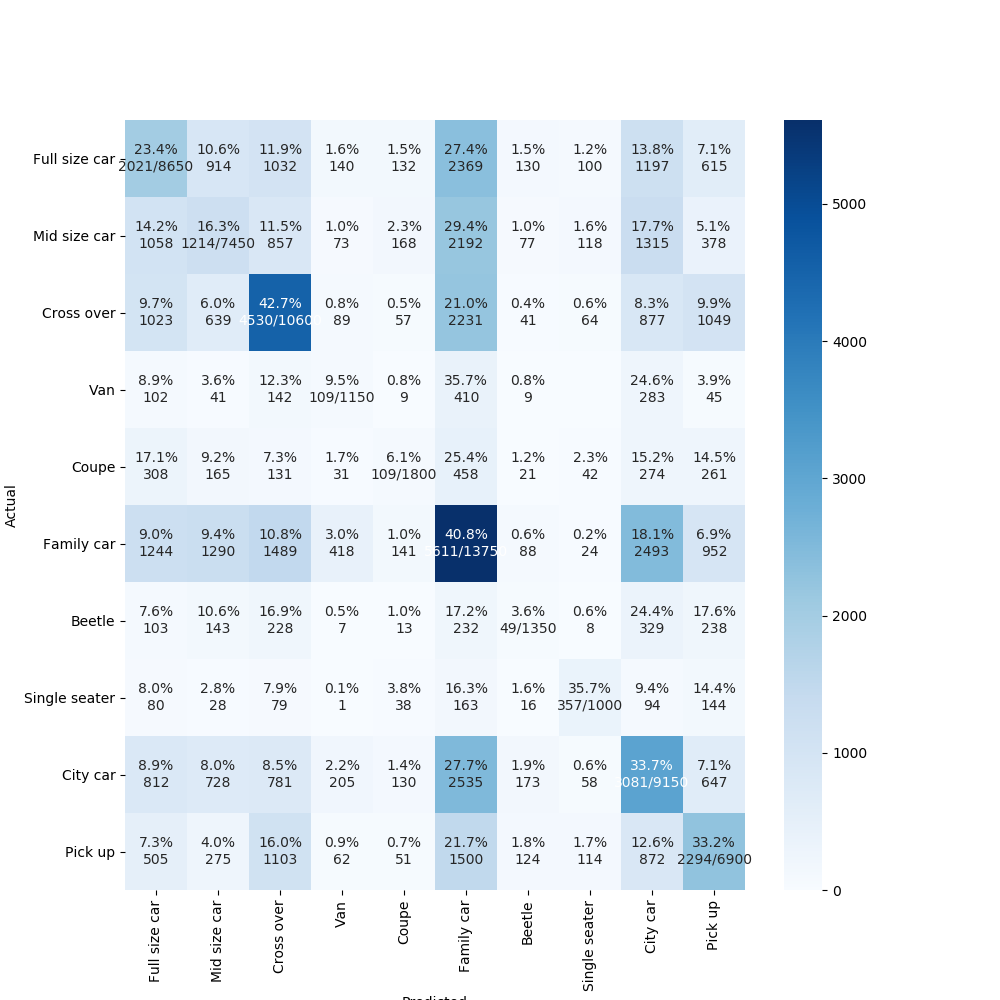 23.4% 10.6% 11.9% 1.6% 1.5% 27.4% 1.5% 1.2% 13.8% 7.1%
Full size car 2021/8650 914 1032 140 132 2369 130 100 1197 615
5000
14.2% 16.3% 11.5% 1.0% 2.3% 29.4% 1.0% 1.6% 17.7% 5.1%
Mid size car 1058 1214/7450 857 73 168 2192 77 118 1315 378
9.7% 6.0% 42.7% 0.8% 0.5% 21.0% 0.4% 0.6% 8.3% 9.9%
Cross over 1023 639 4530/10600 89 57 2231 41 64 877 1049
4000
8.9% 3.6% 12.3% 9.5% 0.8% 35.7% 0.8% 24.6% 3.9%
Van 102 41 142 109/1150 9 410 9 283 45
3000
17.1% 9.2% 7.3% 1.7% 6.1% 25.4% 1.2% 2.3% 15.2% 14.5%
Coupe 308 165 131 31 109/1800 458 21 42 274 261
Actual
9.0% 9.4% 10.8% 3.0% 1.0% 40.8% 0.6% 0.2% 18.1% 6.9%
Family car 1244 1290 1489 418 141 5611/13750 88 24 2493 952
2000
7.6% 10.6% 16.9% 0.5% 1.0% 17.2% 3.6% 0.6% 24.4% 17.6%
Beetle 103 143 228 7 13 232 49/1350 8 329 238
8.0% 2.8% 7.9% 0.1% 3.8% 16.3% 1.6% 35.7% 9.4% 14.4%
Single seater 80 28 79 1 38 163 16 357/1000 94 144
1000
8.9% 8.0% 8.5% 2.2% 1.4% 27.7% 1.9% 0.6% 33.7% 7.1%
City car 812 728 781 205 130 2535 173 58 3081/9150 647
7.3% 4.0% 16.0% 0.9% 0.7% 21.7% 1.8% 1.7% 12.6% 33.2%
Pick up 505 275 1103 62 51 1500 124 114 872 2294/6900
0
Full size car
Mid size car
Cross over
Van
Coupe
Family car
Beetle
Single seater
City car
Pick up
Predicted